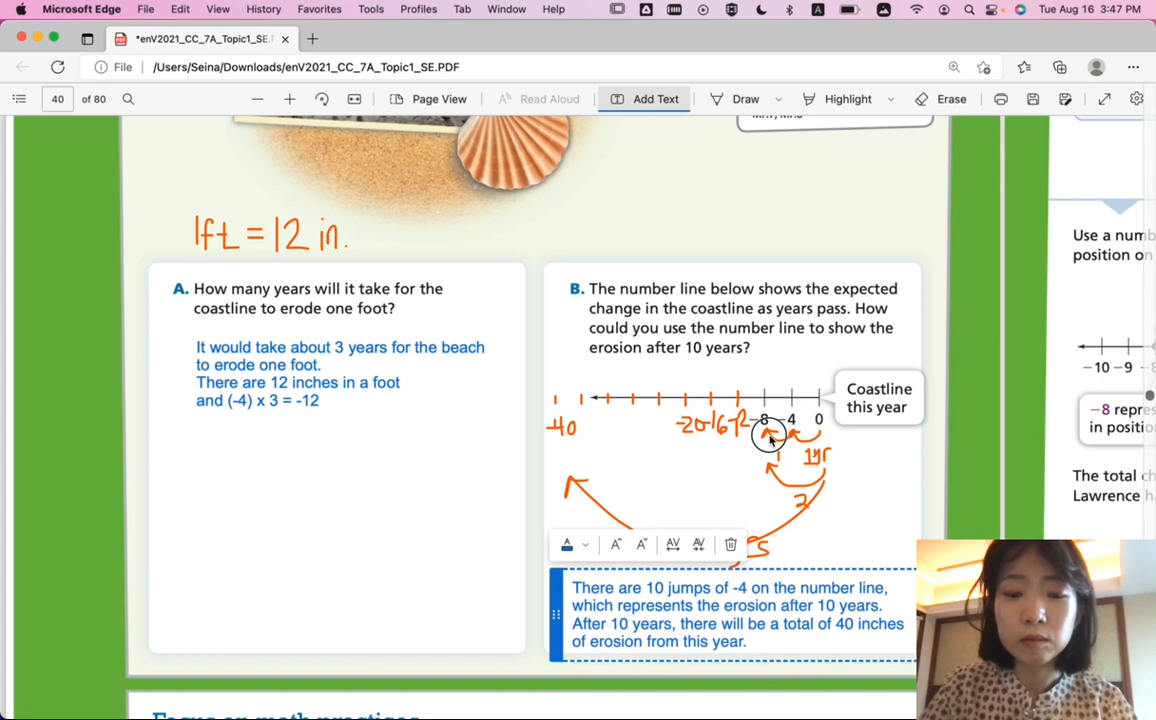 Microsoft Edge File Edit View History Favorites Tools Profiles Tab Window Help Tue Aug 16 3:47 PM
*enV2021_CC_7A_Topic1_SE.F
File /Users/Seina/Downloads/enV2021_CC_7A_Topic1_SE.PDF
40 of 80 Page View Read Aloud Add Text Draw Highlight Erase
1ft = 12 in.
A. How many years will it take for the
coastline to erode one foot?
It would take about 3 years for the beach
to erode one foot.
There are 12 inches in a foot
and (-4) x 3 = -12
B. The number line below shows the expected
change in the coastline as years pass. How
could you use the number line to show the
erosion after 10 years?
Coastline
this year
-40 -20 -16 -12 -8 -4 0
1yr
2
There are 10 jumps of -4 on the number line,
which represents the erosion after 10 years.
After 10 years, there will be a total of 40 inches
of erosion from this year.
Use a numb
position on
−10 −9
−8 repre
in positio
The total ch
Lawrence h